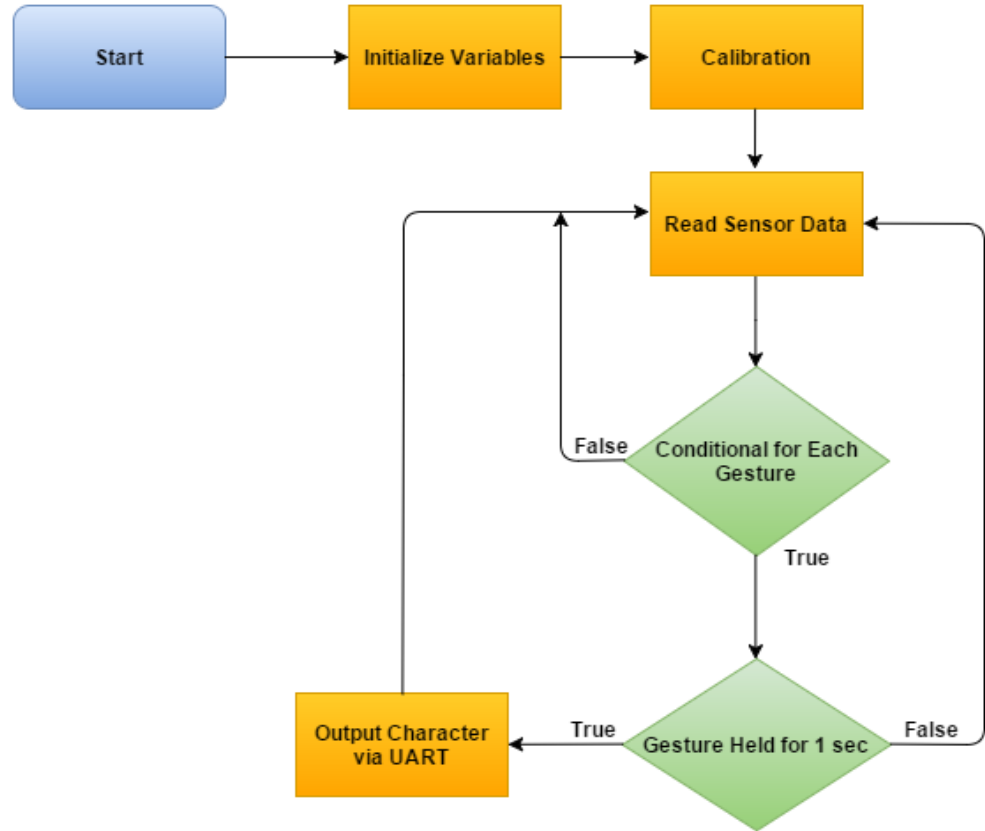 Start
Initialize Variables
Calibration
Read Sensor Data
False
Conditional for Each
Gesture
True
Output Character
via UART
True
Gesture Held for 1 sec
False